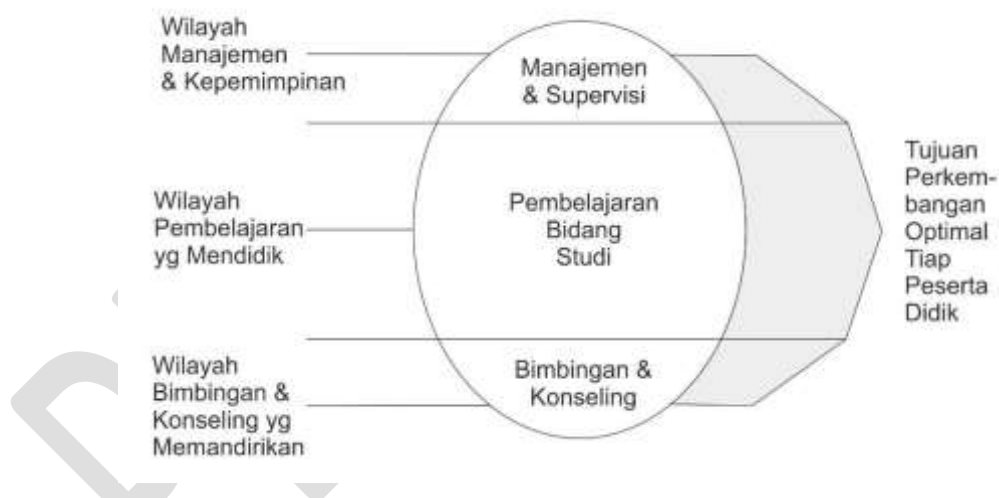 Wilayah
Manajemen
& Kepemimpinan
Manajemen
& Supervisi
Wilayah
Pembelajaran
yg Mendidik
Pembelajaran
Bidang
Studi
Tujuan
Perkem-
bangan
Optimal
Tiap
Peserta
Didik
Wilayah
Bimbingan &
Konseling yg
Memandirikan
Bimbingan &
Konseling